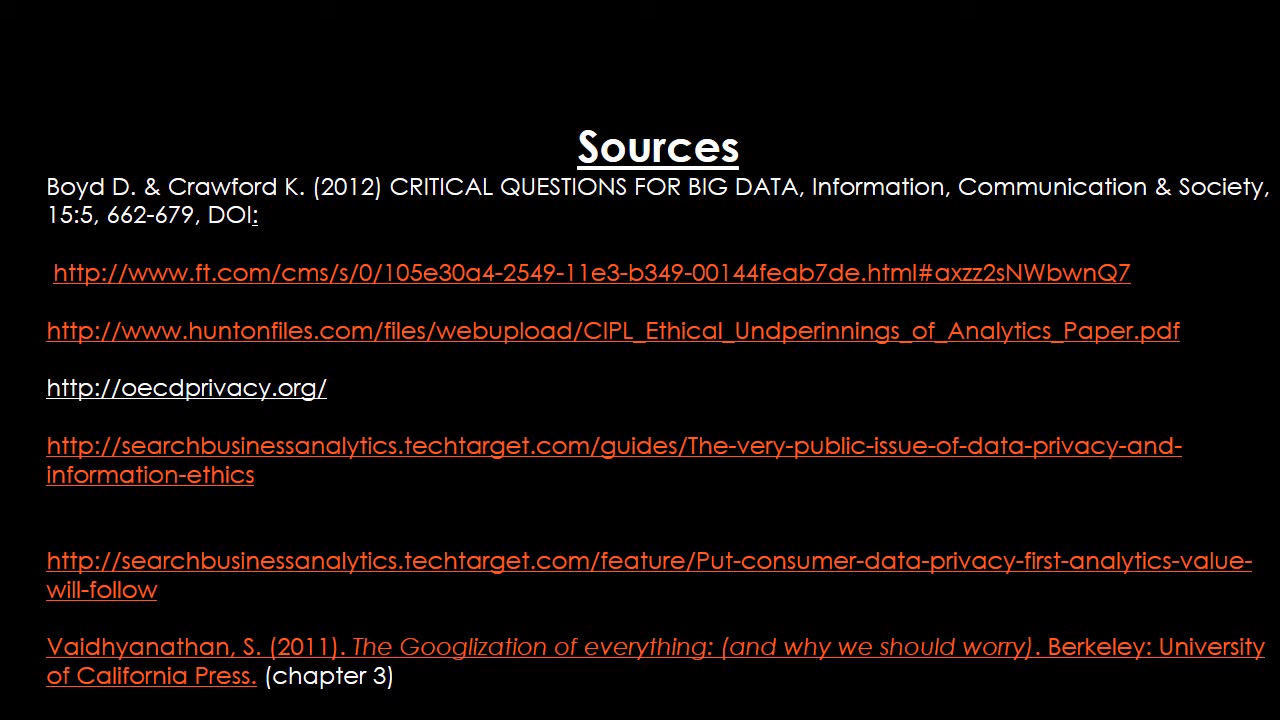 Sources
Boyd D. & Crawford K. (2012) CRITICAL QUESTIONS FOR BIG DATA, Information, Communication & Society,
15:5, 662-679, DOI:
http://www.ft.com/cms/s/0/105e30a4-2549-11e3-b349-00144feab7de.html#axzz2sNWbwnQ7
http://www.huntonfiles.com/files/webupload/CIPL_Ethical_Undperinnings_of_Analytics_Paper.pdf
http://oecdprivacy.org/
http://searchbusinessanalytics.techtarget.com/guides/The-very-public-issue-of-data-privacy-and-
information-ethics
http://searchbusinessanalytics.techtarget.com/feature/Put-consumer-data-privacy-first-analytics-value-
will-follow
Vaidhyanathan, S. (2011). The Googlization of everything: (and why we should worry). Berkeley: University
of California Press. (chapter 3)